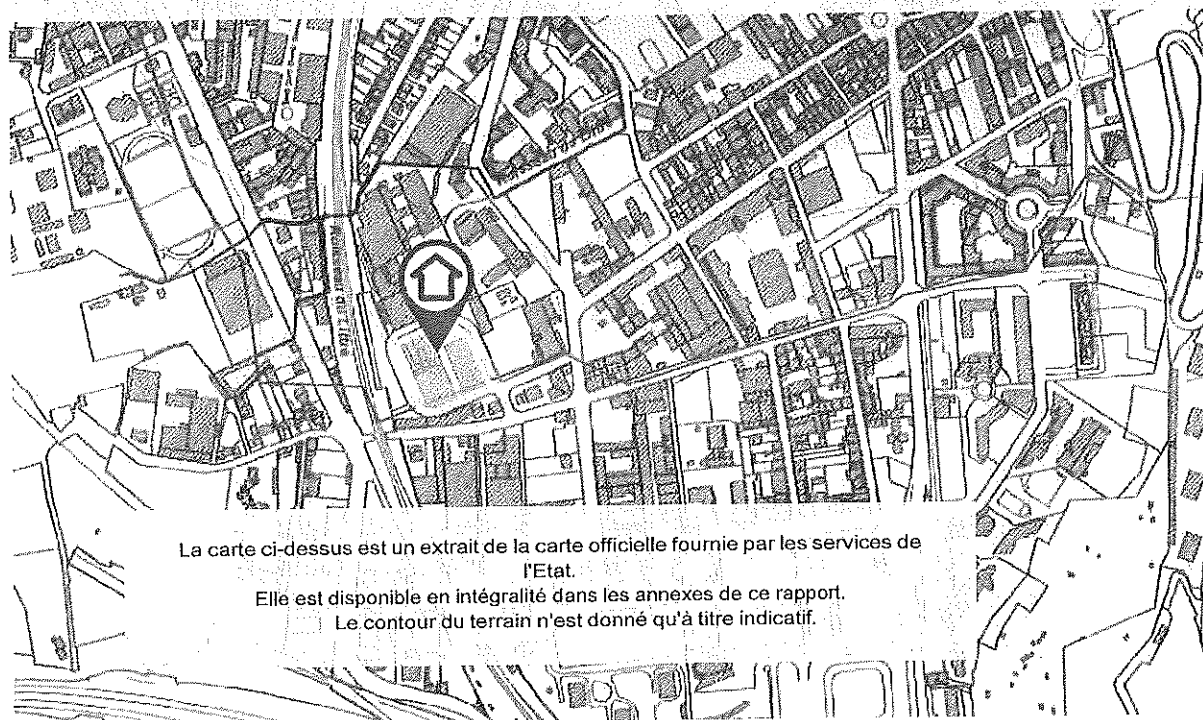 La carte ci-dessus est un extrait de la carte officielle fournie par les services de
l'Etat.
Elle est disponible en intégralité dans les annexes de ce rapport.
Le contour du terrain n'est donné qu'à titre indicatif.